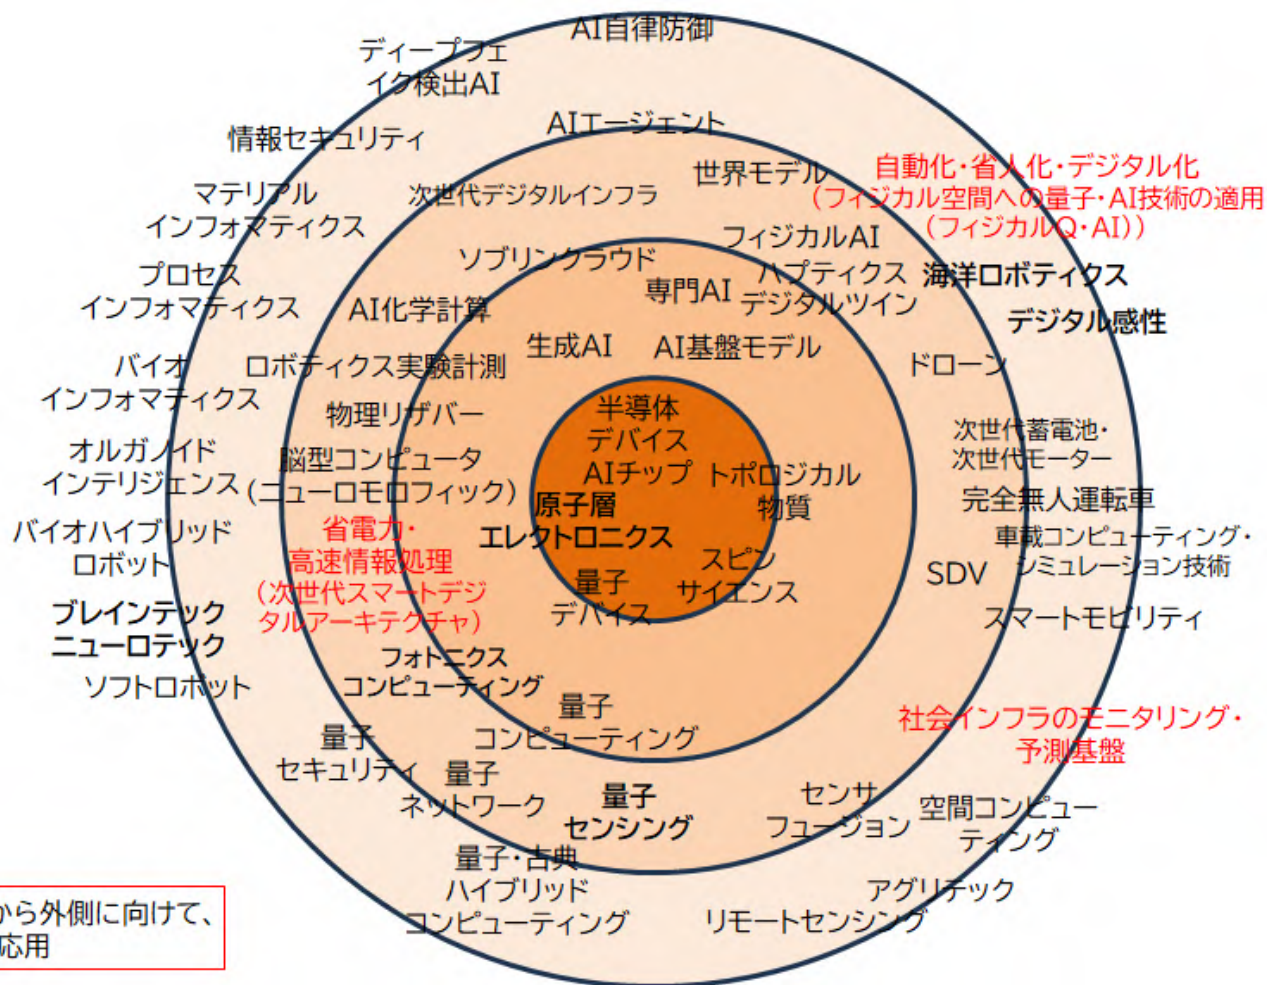 AI自律防御
ディープフェ
イク検出AI
情報セキュリティ
AIエージェント
世界モデル
自動化・省人化・デジタル化
(フィジカル空間への量子・AI技術の適用
(フィジカルQ・AI))
マテリアル
インフォマティクス
次世代デジタルインフラ
フィジカルAI
ソブリンクラウド
ハプティクス
海洋ロボティクス
プロセス
インフォマティクス
専門AI
デジタルツイン
AI化学計算
デジタル感性
生成AI
AI基盤モデル
バイオ
インフォマティクス
ロボティクス実験計測
ドローン
物理リザバー
半導体
デバイス
AIチップ
トポロジカル
物質
次世代蓄電池・
次世代モーター
オルガノイド
インテリジェンス
脳型コンピュータ
(ニューロモロフィック)
原子層
エレクトロニクス
完全無人運転車
バイオハイブリッド
ロボット
省電力・
高速情報処理
(次世代スマートデジ
タルアーキテクチャ)
車載コンピューティング・
シミュレーション技術
量子
デバイス
スピン
サイエンス
SDV
ブレインテック
ニューロテック
スマートモビリティ
ソフトロボット
フォトニクス
コンピューティング
量子
コンピューティング
社会インフラのモニタリング・
予測基盤
量子
セキュリティ
量子
ネットワーク
量子
センシング
センサ
フュージョン
空間コンピュー
ティング
量子・古典
ハイブリッド
コンピューティング
アグリテック
リモートセンシング
から外側に向けて、
応用